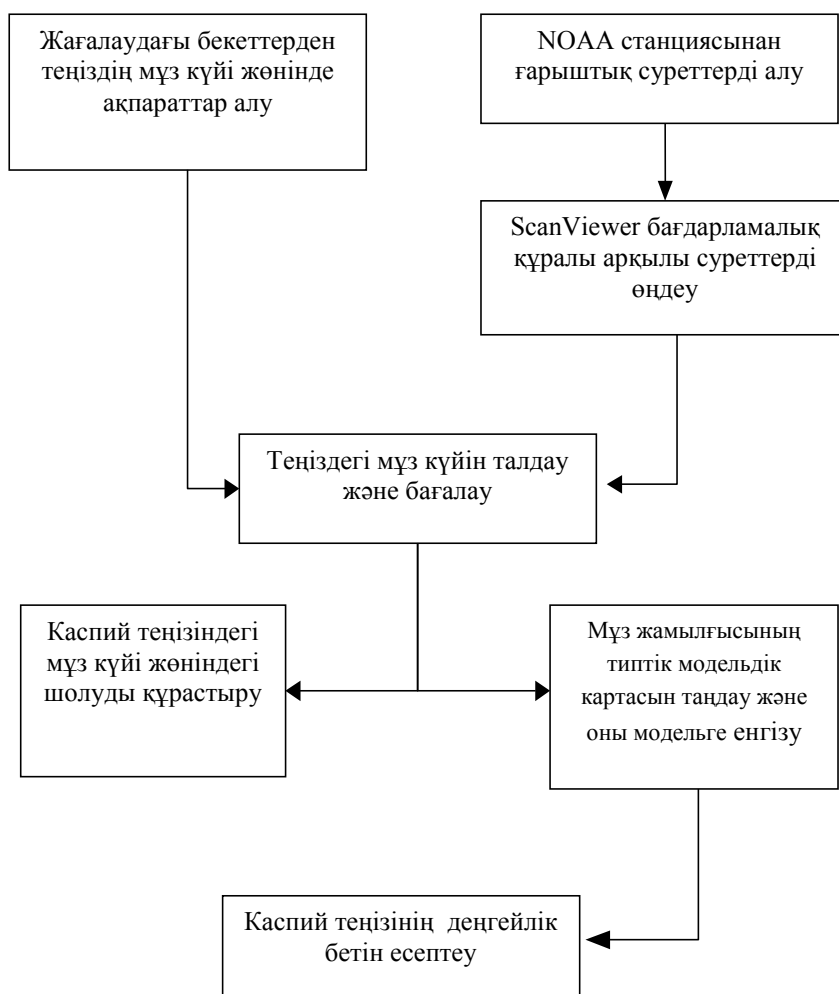 Жағалаудағы бекеттерден
теңіздің мұз күйі жөнінде
ақпараттар алу
NOAA станциясынан
ғарыштық суреттерді алу
ScanViewer бағдарламалық
құралы арқылы суреттерді
өңдеу
Теңіздегі мұз күйін талдау
және бағалау
Каспий теңізіндегі
мұз күйі жөніндегі
шолуды құрастыру
Мұз жамылғысының
типтік модельдік
картасын таңдау және
оны модельге енгізу
Каспий теңізінің деңгейлік
бетін есептеу